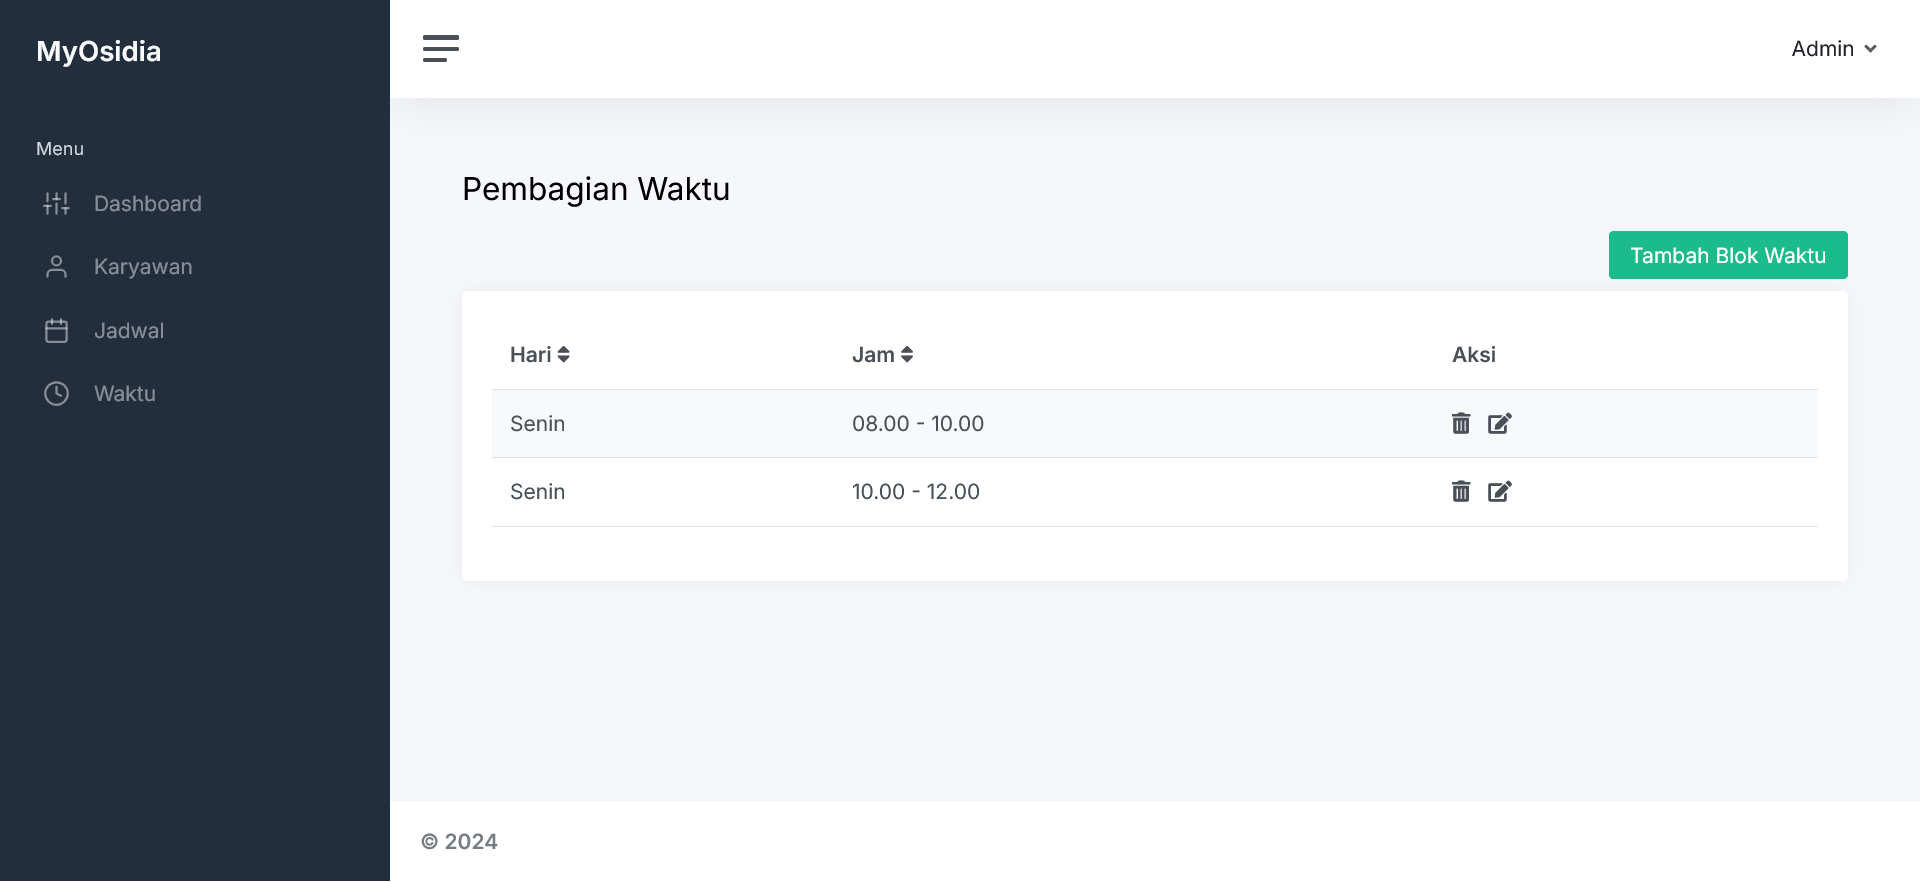 MyOsidia
Admin
Menu
Dashboard
Karyawan
Jadwal
Waktu
Pembagian Waktu
Tambah Blok Waktu
Hari Jam Aksi
Senin 08.00 - 10.00
Senin 10.00 - 12.00
© 2024